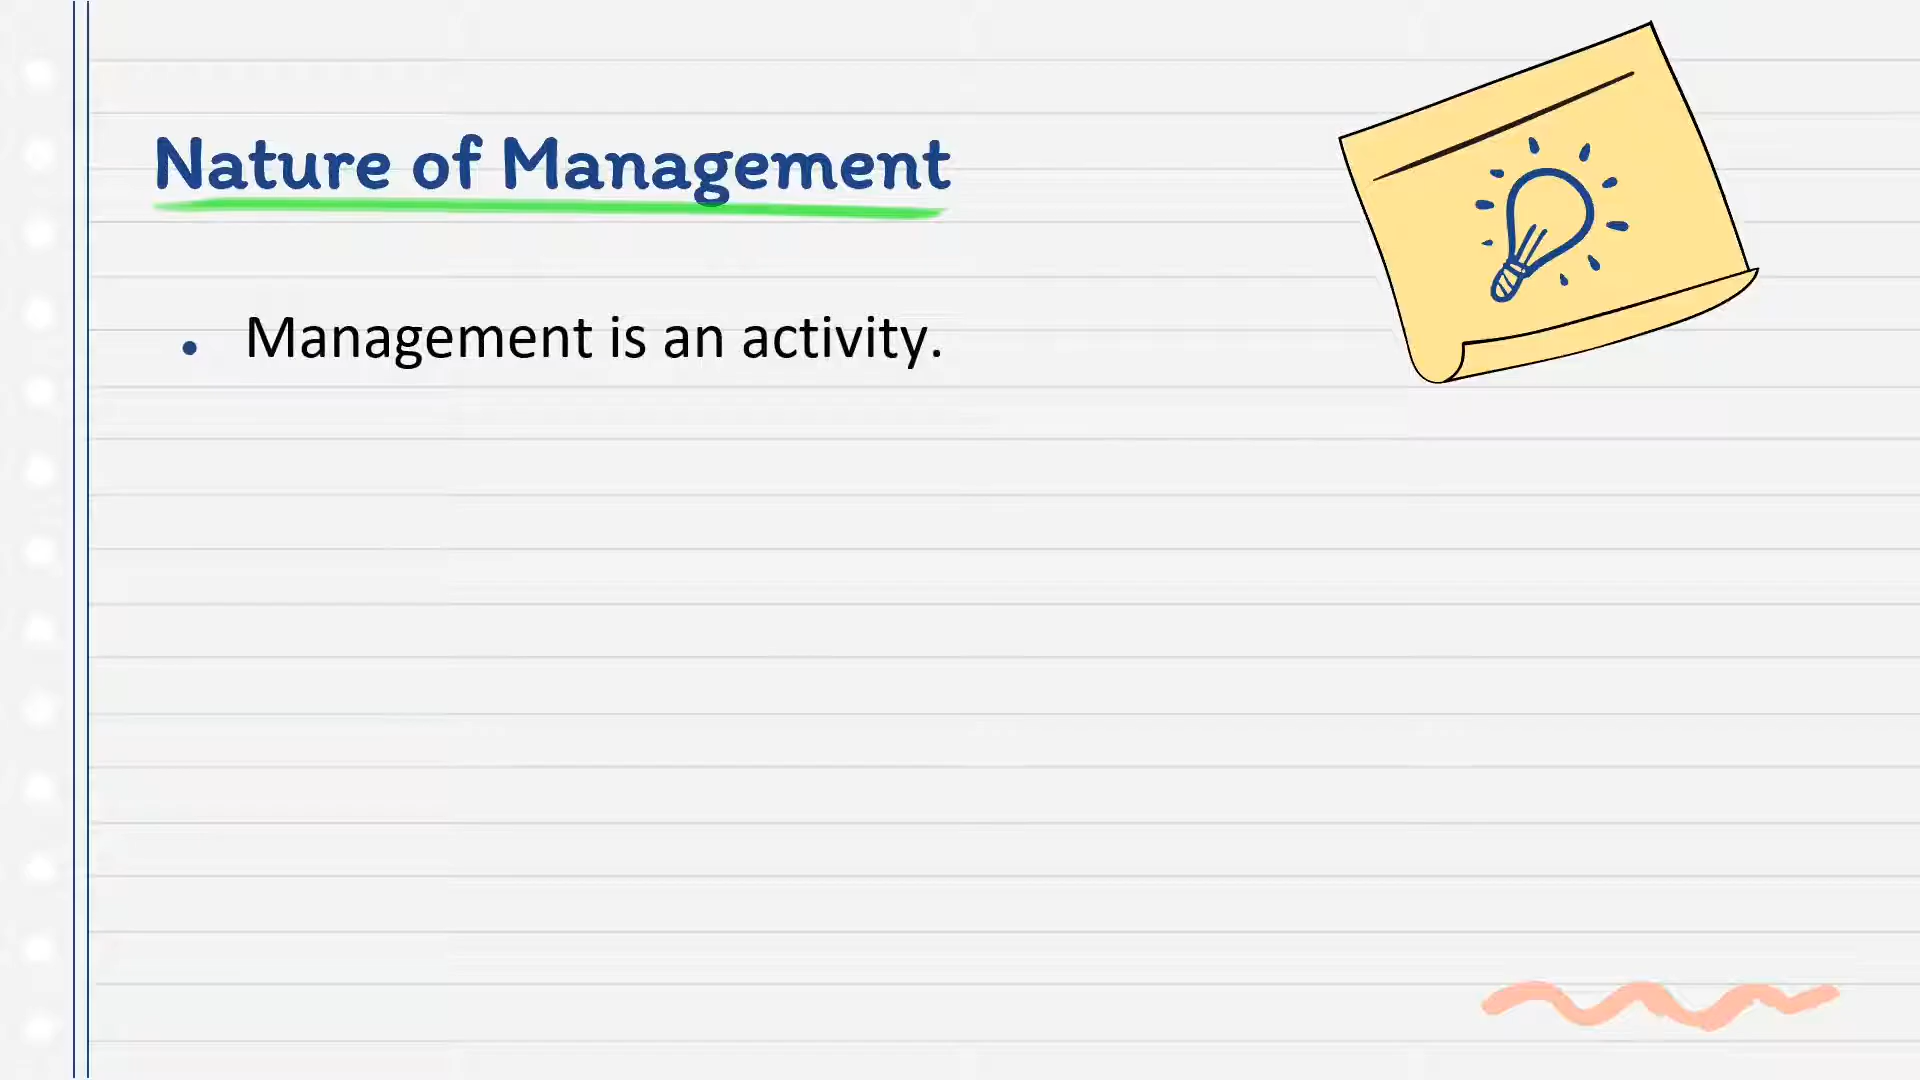 Nature of Management
• Management is an activity.